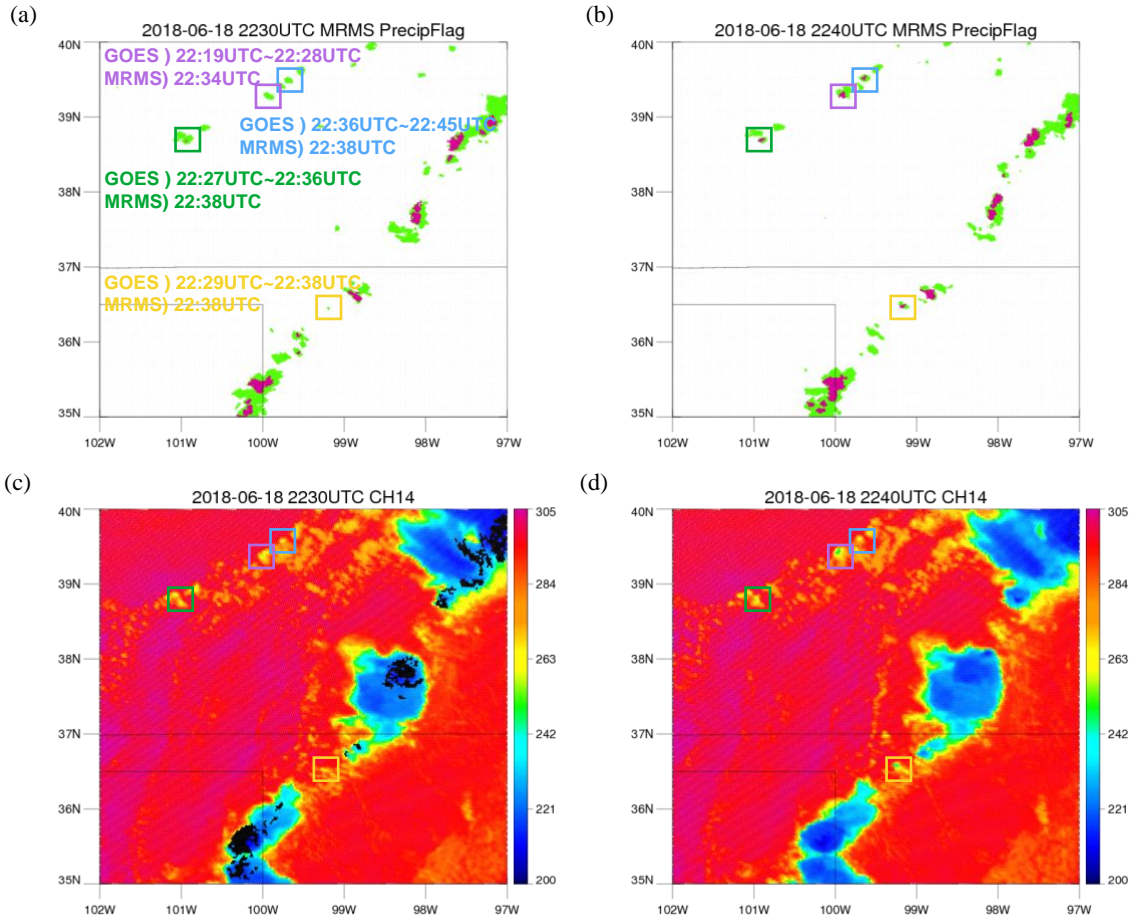 (a)
2018-06-18 2230UTC MRMS PrecipFlag
40N
39N
38N
37N
36N
35N
102W 101W 100W 99W 98W 97W
GOES ) 22:19UTC~22:28UTC
MRMS) 22:34UTC
GOES ) 22:36UTC~22:45UTC
MRMS) 22:38UTC
GOES ) 22:27UTC~22:36UTC
MRMS) 22:38UTC
GOES ) 22:29UTC~22:38UTC
MRMS) 22:38UTC
(b)
2018-06-18 2240UTC MRMS PrecipFlag
40N
39N
38N
37N
36N
35N
102W 101W 100W 99W 98W 97W
(c)
2018-06-18 2230UTC CH14
40N
39N
38N
37N
36N
35N
102W 101W 100W 99W 98W 97W
305
284
263
242
221
200
(d)
2018-06-18 2240UTC CH14
40N
39N
38N
37N
36N
35N
102W 101W 100W 99W 98W 97W
305
284
263
242
221
200